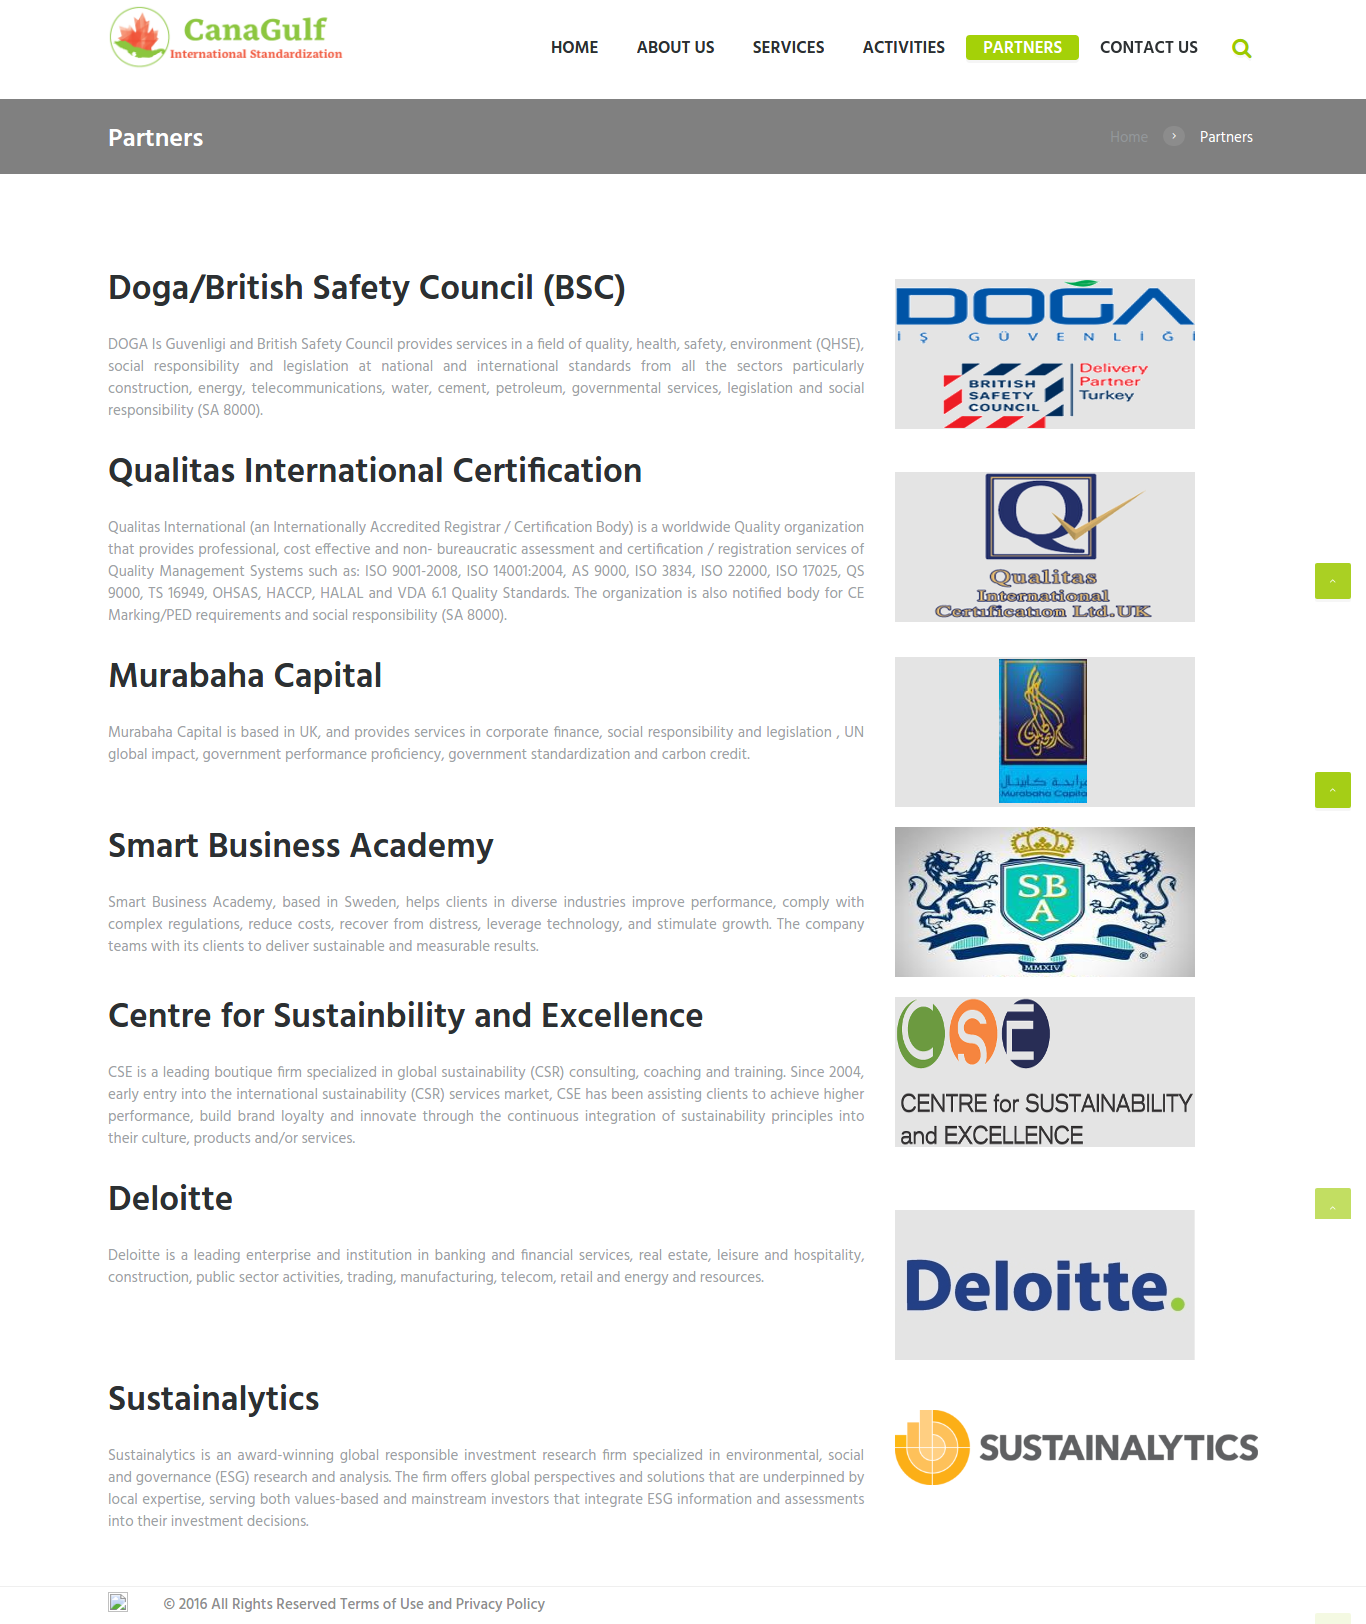 CanaGulf
International Standardization
HOME ABOUT US SERVICES ACTIVITIES PARTNERS CONTACT US
Partners
Home Partners
Doga/British Safety Council (BSC)
DOGA Is Guvenligi and British Safety Council provides services in a field of quality, health, safety, environment (QHSE),
social responsibility and legislation at national and international standards from all the sectors particularly
construction, energy, telecommunications, water, cement, petroleum, governmental services, legislation and social
responsibility (SA 8000).
DOĞA
İŞ GÜVENLİĞİ
BRITISH
SAFETY
COUNCIL
Delivery
Partner
Turkey
Qualitas International Certification
Qualitas International (an Internationally Accredited Registrar / Certification Body) is a worldwide Quality organization
that provides professional, cost effective and non- bureaucratic assessment and certification / registration services of
Quality Management Systems such as: ISO 9001-2008, ISO 14001:2004, AS 9000, ISO 3834, ISO 22000, ISO 17025, QS
9000, TS 16949, OHSAS, HACCP, HALAL and VDA 6.1 Quality Standards. The organization is also notified body for CE
Marking/PED requirements and social responsibility (SA 8000).
Q
Qualitas
International
Certification Ltd.UK
Murabaha Capital
Murabaha Capital is based in UK, and provides services in corporate finance, social responsibility and legislation , UN
global impact, government performance proficiency, government standardization and carbon credit.
مرابحة كابيتال
Murabaha Capital
Smart Business Academy
Smart Business Academy, based in Sweden, helps clients in diverse industries improve performance, comply with
complex regulations, reduce costs, recover from distress, leverage technology, and stimulate growth. The company
teams with its clients to deliver sustainable and measurable results.
SB
A
MMXIV
®
Centre for Sustainbility and Excellence
CSE is a leading boutique firm specialized in global sustainability (CSR) consulting, coaching and training. Since 2004,
early entry into the international sustainability (CSR) services market, CSE has been assisting clients to achieve higher
performance, build brand loyalty and innovate through the continuous integration of sustainability principles into
their culture, products and/or services.
CSE
CENTRE for SUSTAINABILITY
and EXCELLENCE
Deloitte
Deloitte is a leading enterprise and institution in banking and financial services, real estate, leisure and hospitality,
construction, public sector activities, trading, manufacturing, telecom, retail and energy and resources.
Deloitte.
Sustainalytics
Sustainalytics is an award-winning global responsible investment research firm specialized in environmental, social
and governance (ESG) research and analysis. The firm offers global perspectives and solutions that are underpinned by
local expertise, serving both values-based and mainstream investors that integrate ESG information and assessments
into their investment decisions.
SUSTAINALYTICS
© 2016 All Rights Reserved Terms of Use and Privacy Policy